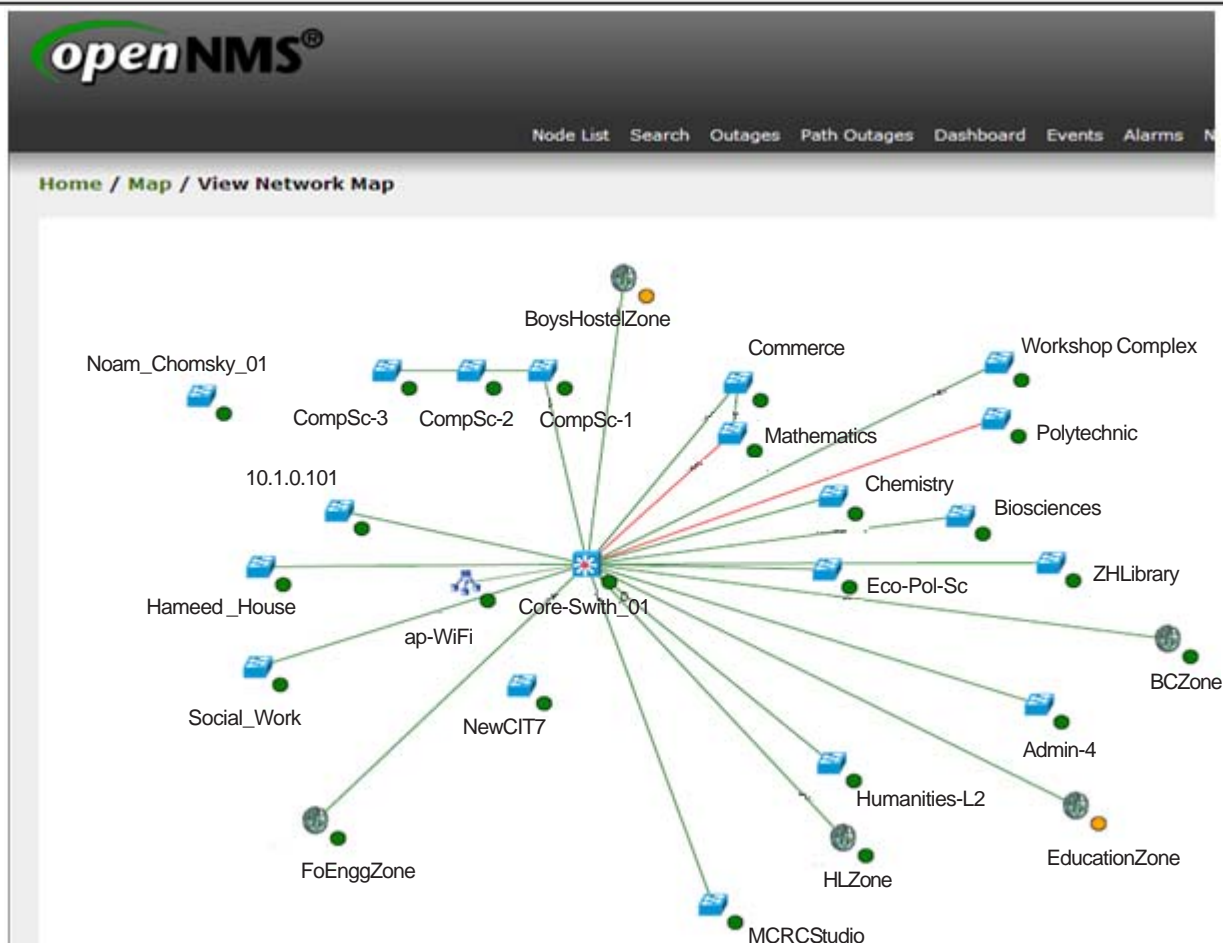 openNMS®
Node List Search Outages Path Outages Dashboard Events Alarms N
Home / Map / View Network Map
BoysHostelZone
Commerce
Workshop Complex
Noam_Chomsky_01
CompSc-3
CompSc-2
CompSc-1
Mathematics
Polytechnic
10.1.0.101
Chemistry
Biosciences
Hameed _House
ap-WiFi
Core-Swith_01
Eco-Pol-Sc
ZHLibrary
Social_Work
NewCIT7
BCZone
Admin-4
Humanities-L2
FoEnggZone
HLZone
EducationZone
MCRCStudio